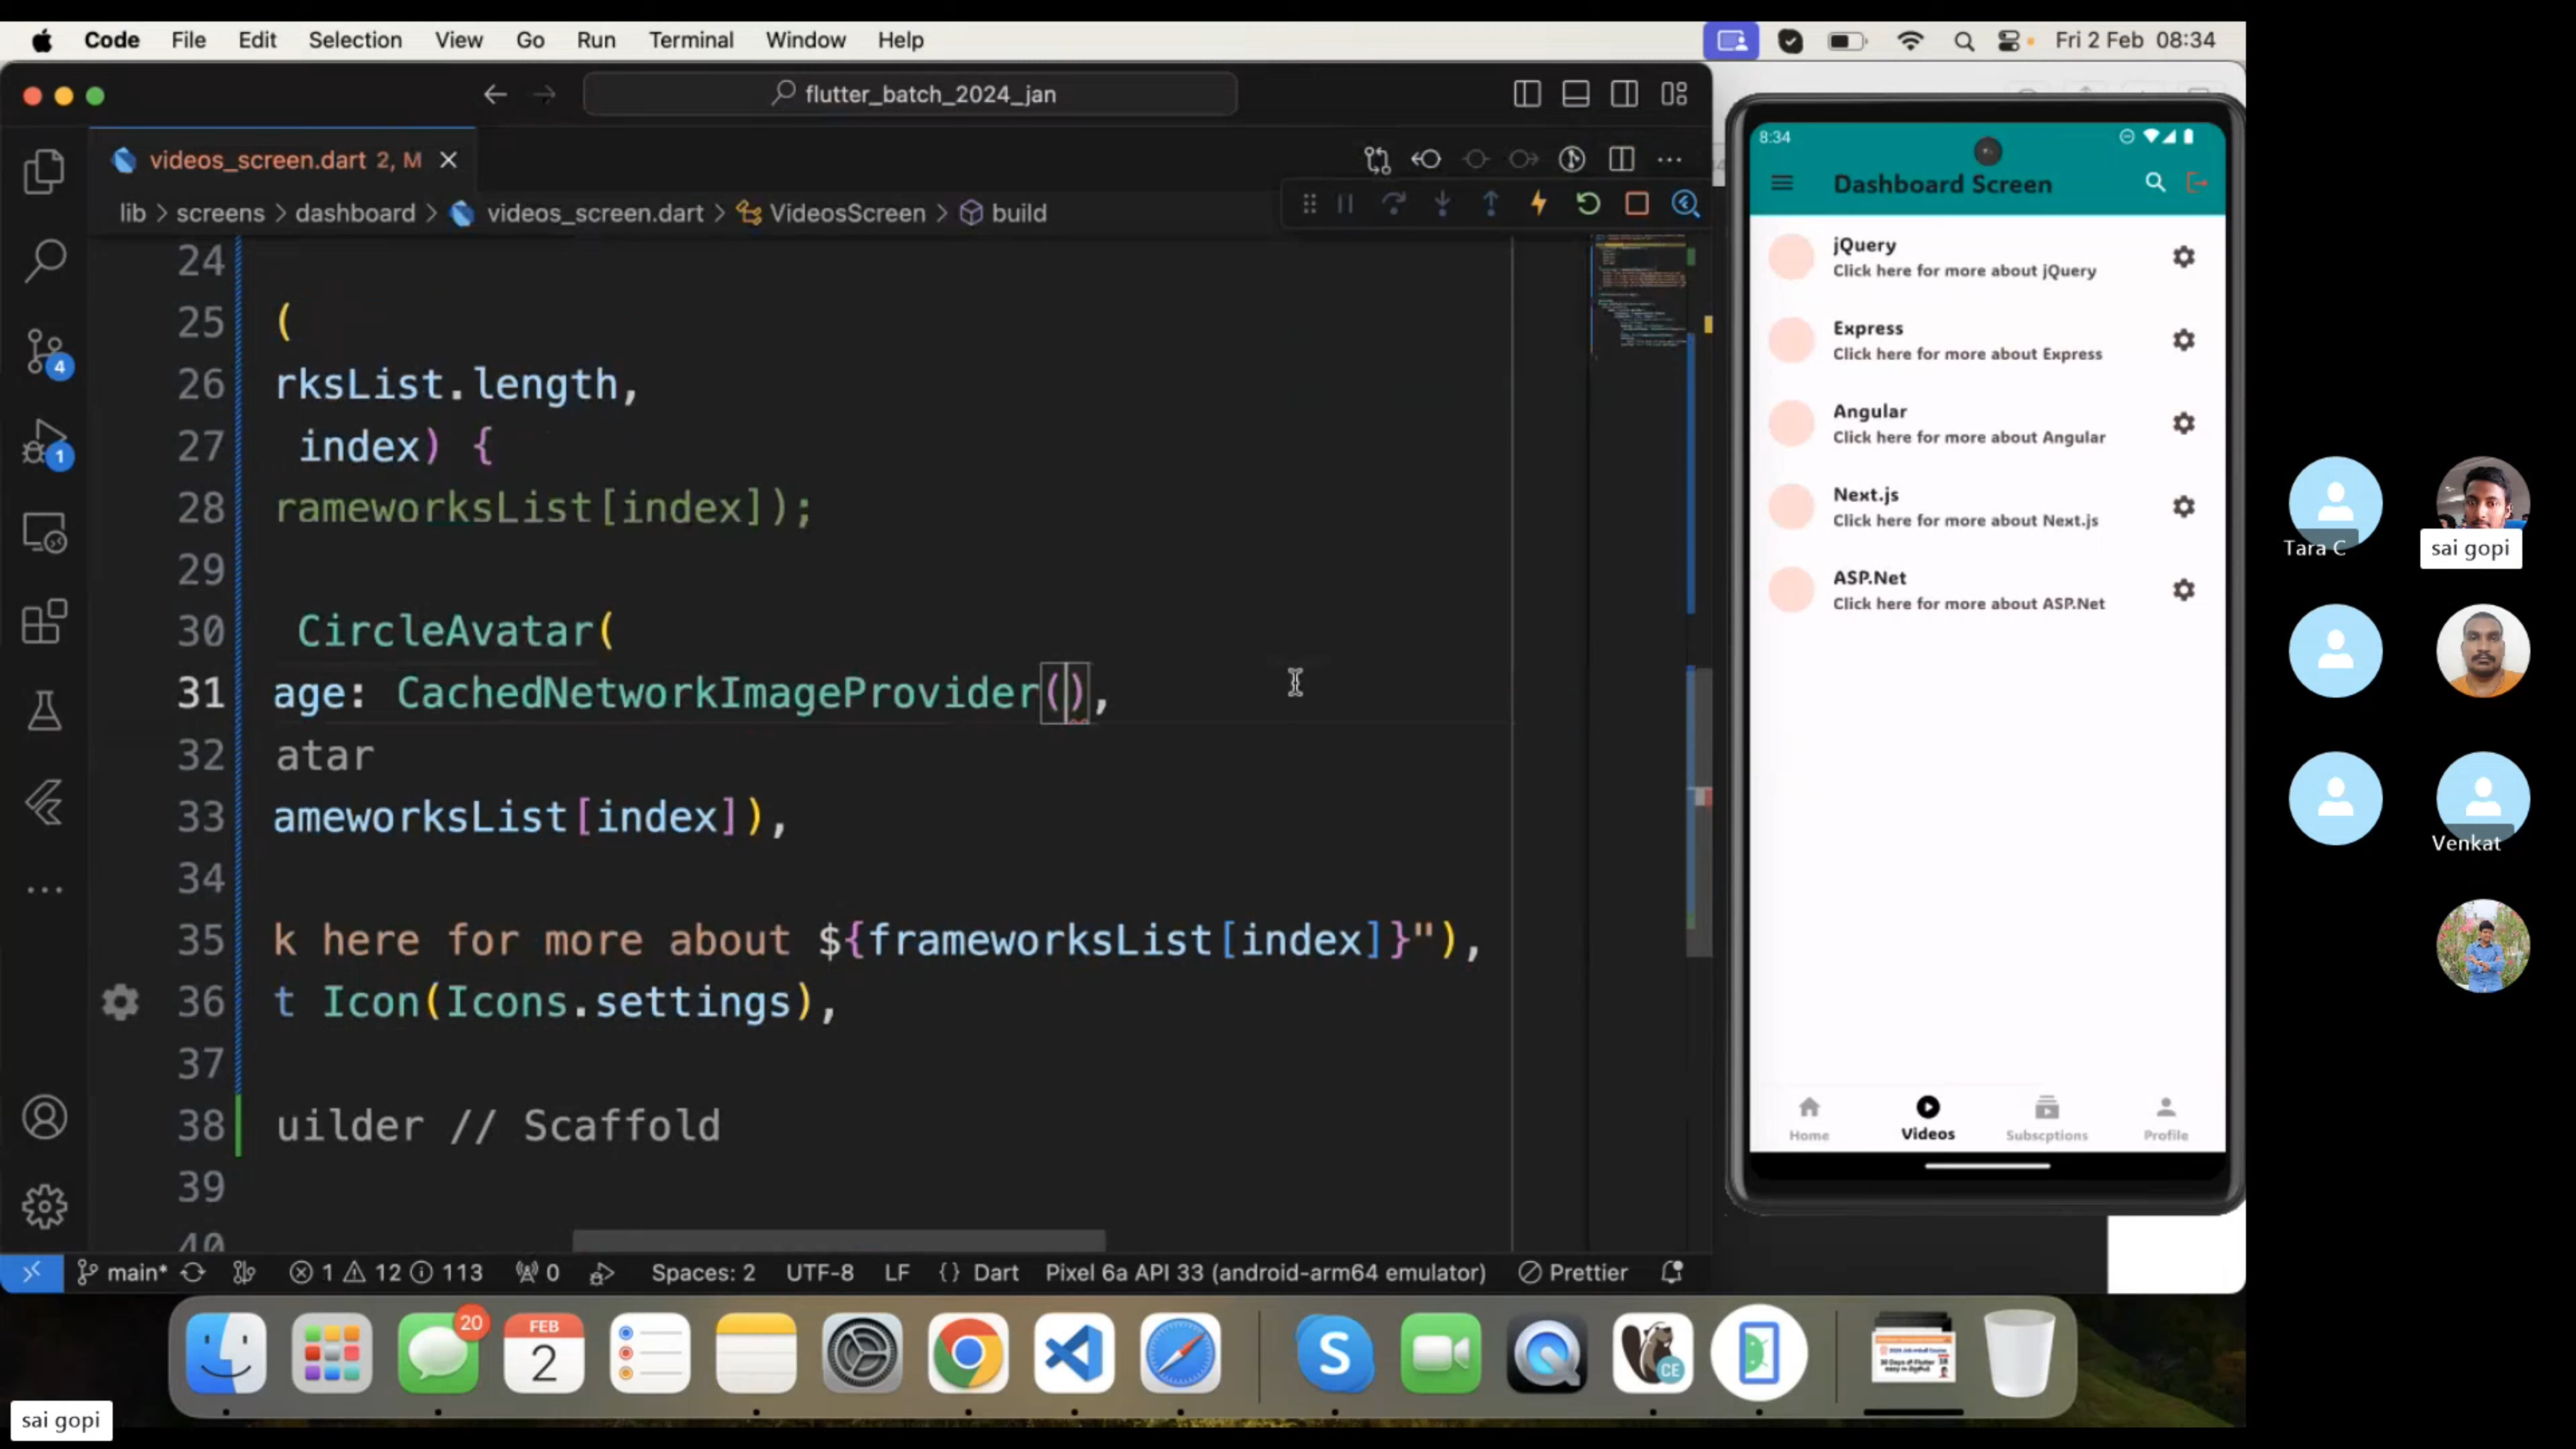 Code File Edit Selection View Go Run Terminal Window Help
Fri 2 Feb 08:34
flutter_batch_2024_jan
videos_screen.dart 2, M
lib > screens > dashboard > videos_screen.dart > VideosScreen > build
24
25 (
26 rksList.length,
27 index) {
28 rameworksList[index]);
29
30 CircleAvatar(
31 age: CachedNetworkImageProvider(),
32 atar
33 ameworksList[index]),
34
35 k here for more about ${frameworksList[index]}"),
36 t Icon(Icons.settings),
37
38 uilder // Scaffold
39
40
4
1
main* 1 12 113 0 Spaces: 2 UTF-8 LF {} Dart Pixel 6a API 33 (android-arm64 emulator) Prettier
8:34
Dashboard Screen
jQuery
Click here for more about jQuery
Express
Click here for more about Express
Angular
Click here for more about Angular
Next.js
Click here for more about Next.js
ASP.Net
Click here for more about ASP.Net
Home Videos Subscptions Profile
Tara C
sai gopi
Venkat
20
FEB
2
CE
sai gopi